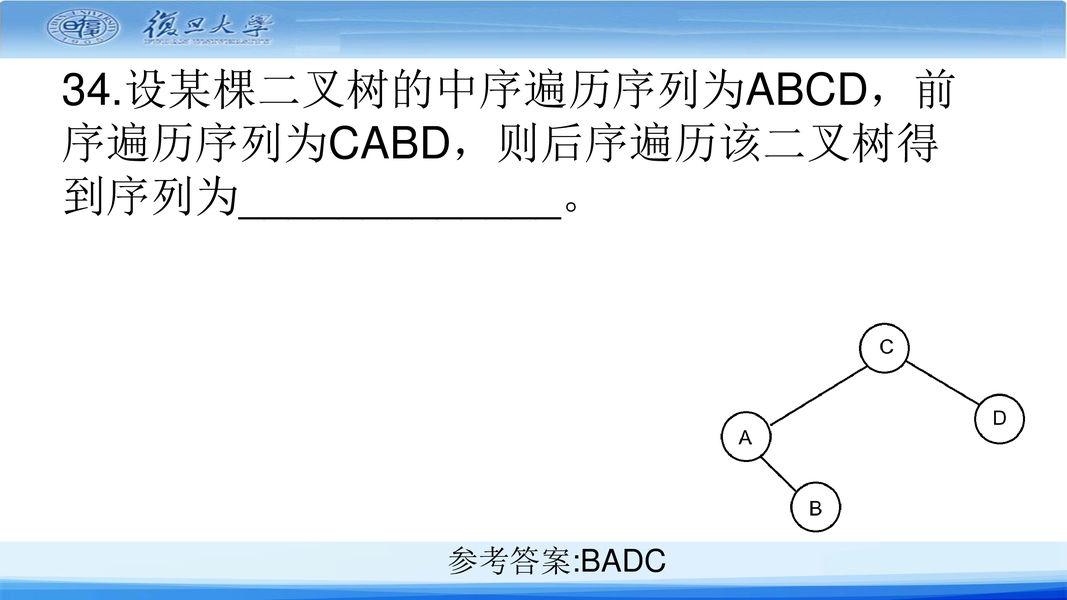 復旦大學
FUDAN UNIVERSITY
34.设某棵二叉树的中序遍历序列为ABCD，前
序遍历序列为CABD，则后序遍历该二叉树得
到序列为______________。
C
A
D
B
参考答案:BADC